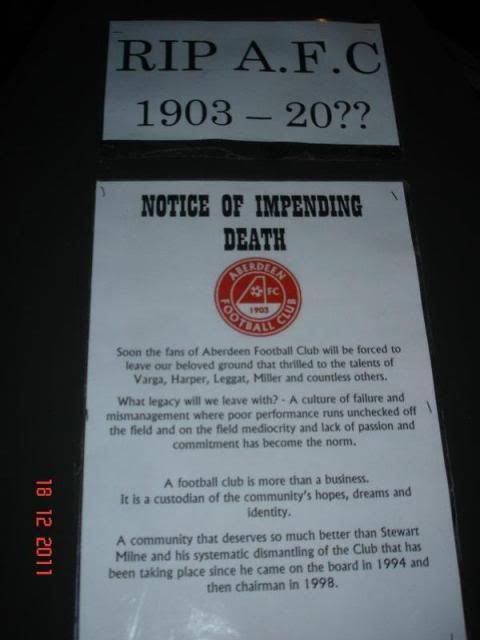 RIP A.F.C
1903 – 20??
NOTICE OF IMPENDING
DEATH
ABERDEEN
FC
1903
FOOTBALL CLUB
Soon the fans of Aberdeen Football Club will be forced to
leave our beloved ground that thrilled to the talents of
Varga, Harper, Leggat, Miller and countless others.
What legacy will we leave with? - A culture of failure and
mismanagement where poor performance runs unchecked off
the field and on the field mediocrity and lack of passion and
commitment has become the norm.
A football club is more than a business.
It is a custodian of the community's hopes, dreams and
identity.
A community that deserves so much better than Stewart
Milne and his systematic dismantling of the Club that has
been taking place since he came on the board in 1994 and
then chairman in 1998.
18 12 2011